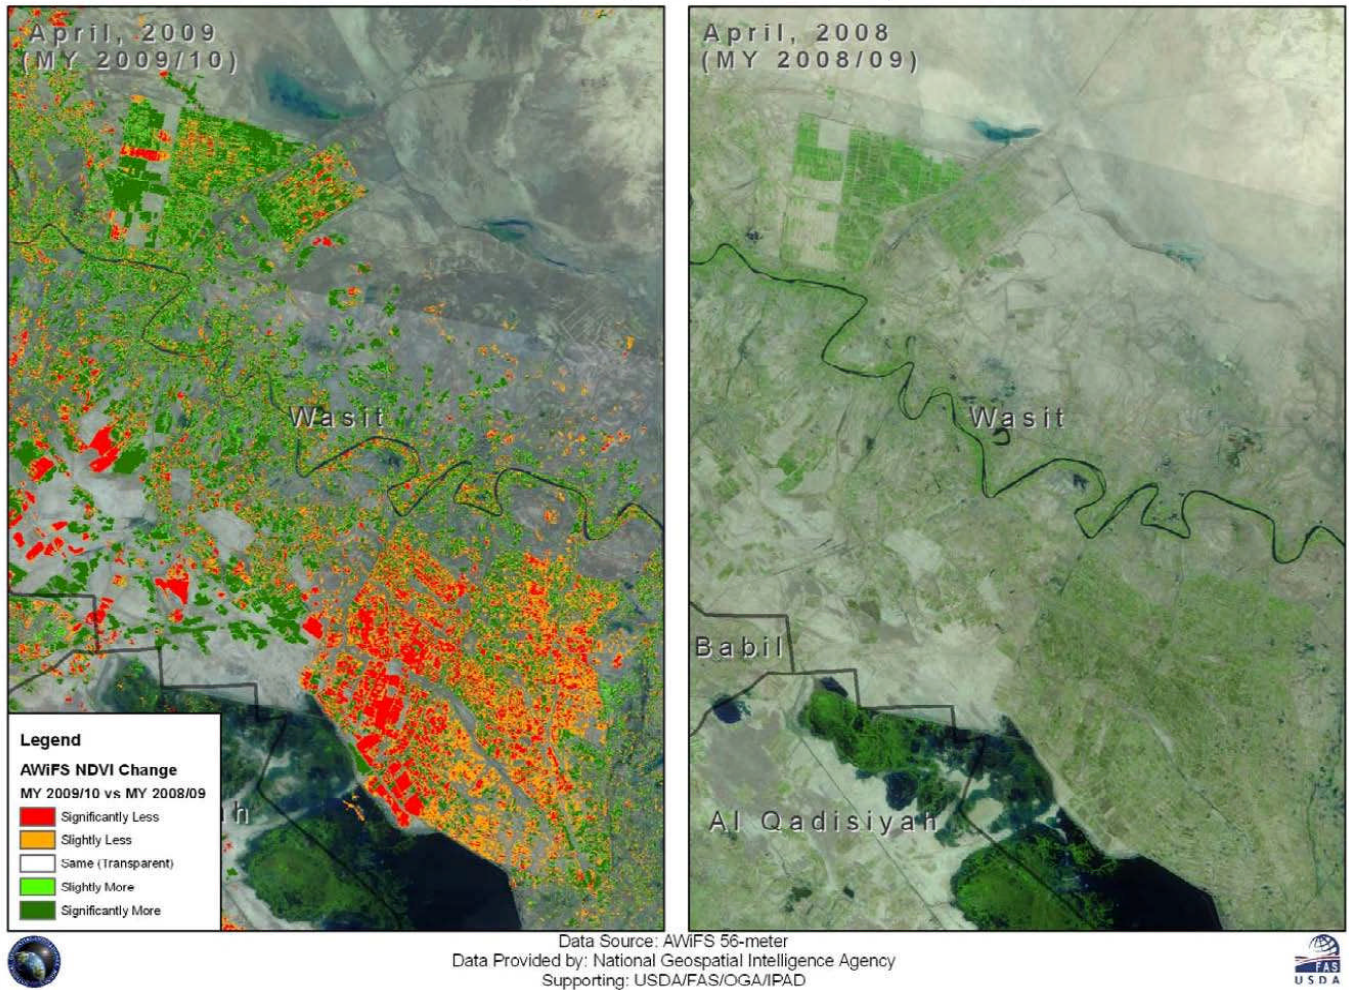 April, 2009
(MY 2009/10)
Wasit
h
Legend
AWiFS NDVI Change
MY 2009/10 vs MY 2008/09
Significantly Less
Slightly Less
Same (Transparent)
Slightly More
Significantly More
April, 2008
(MY 2008/09)
Wasit
Babil
Al Qadisiyah
Data Source: AWiFS 56-meter
Data Provided by: National Geospatial Intelligence Agency
Supporting: USDA/FAS/OGA/IPAD
FAS
USDA